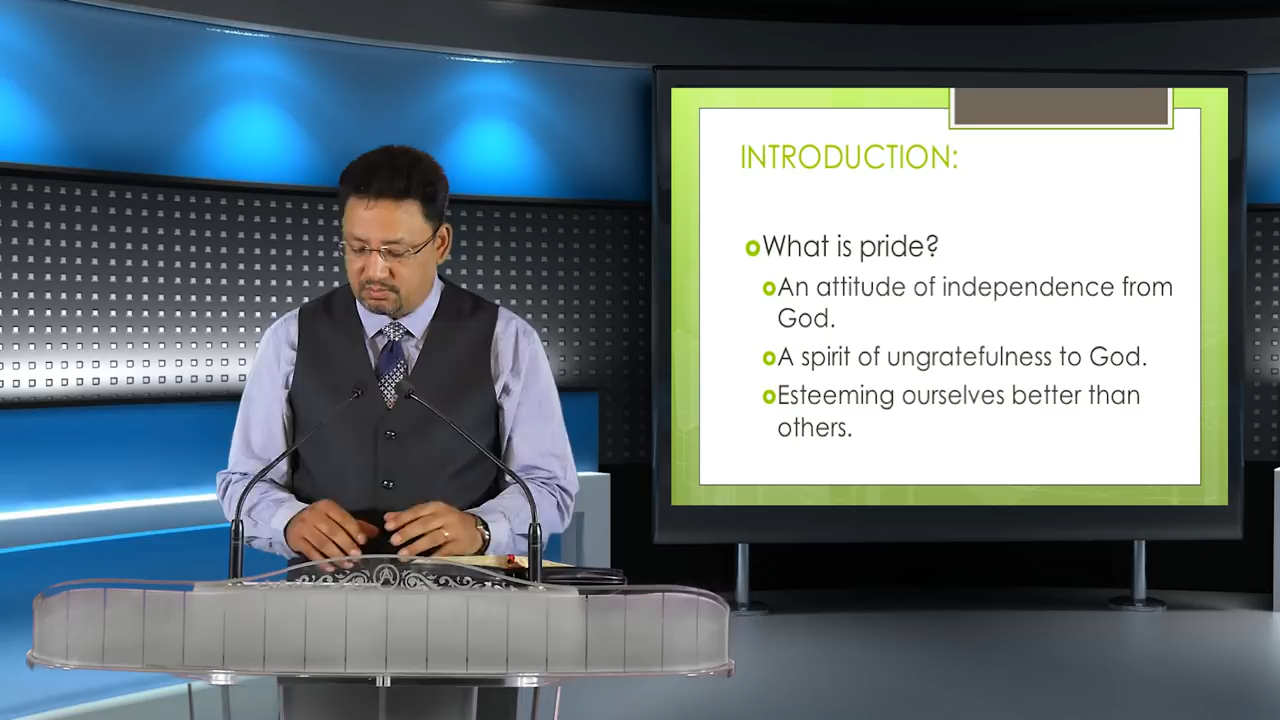 INTRODUCTION:
What is pride?
An attitude of independence from
God.
A spirit of ungratefulness to God.
Esteeming ourselves better than
others.